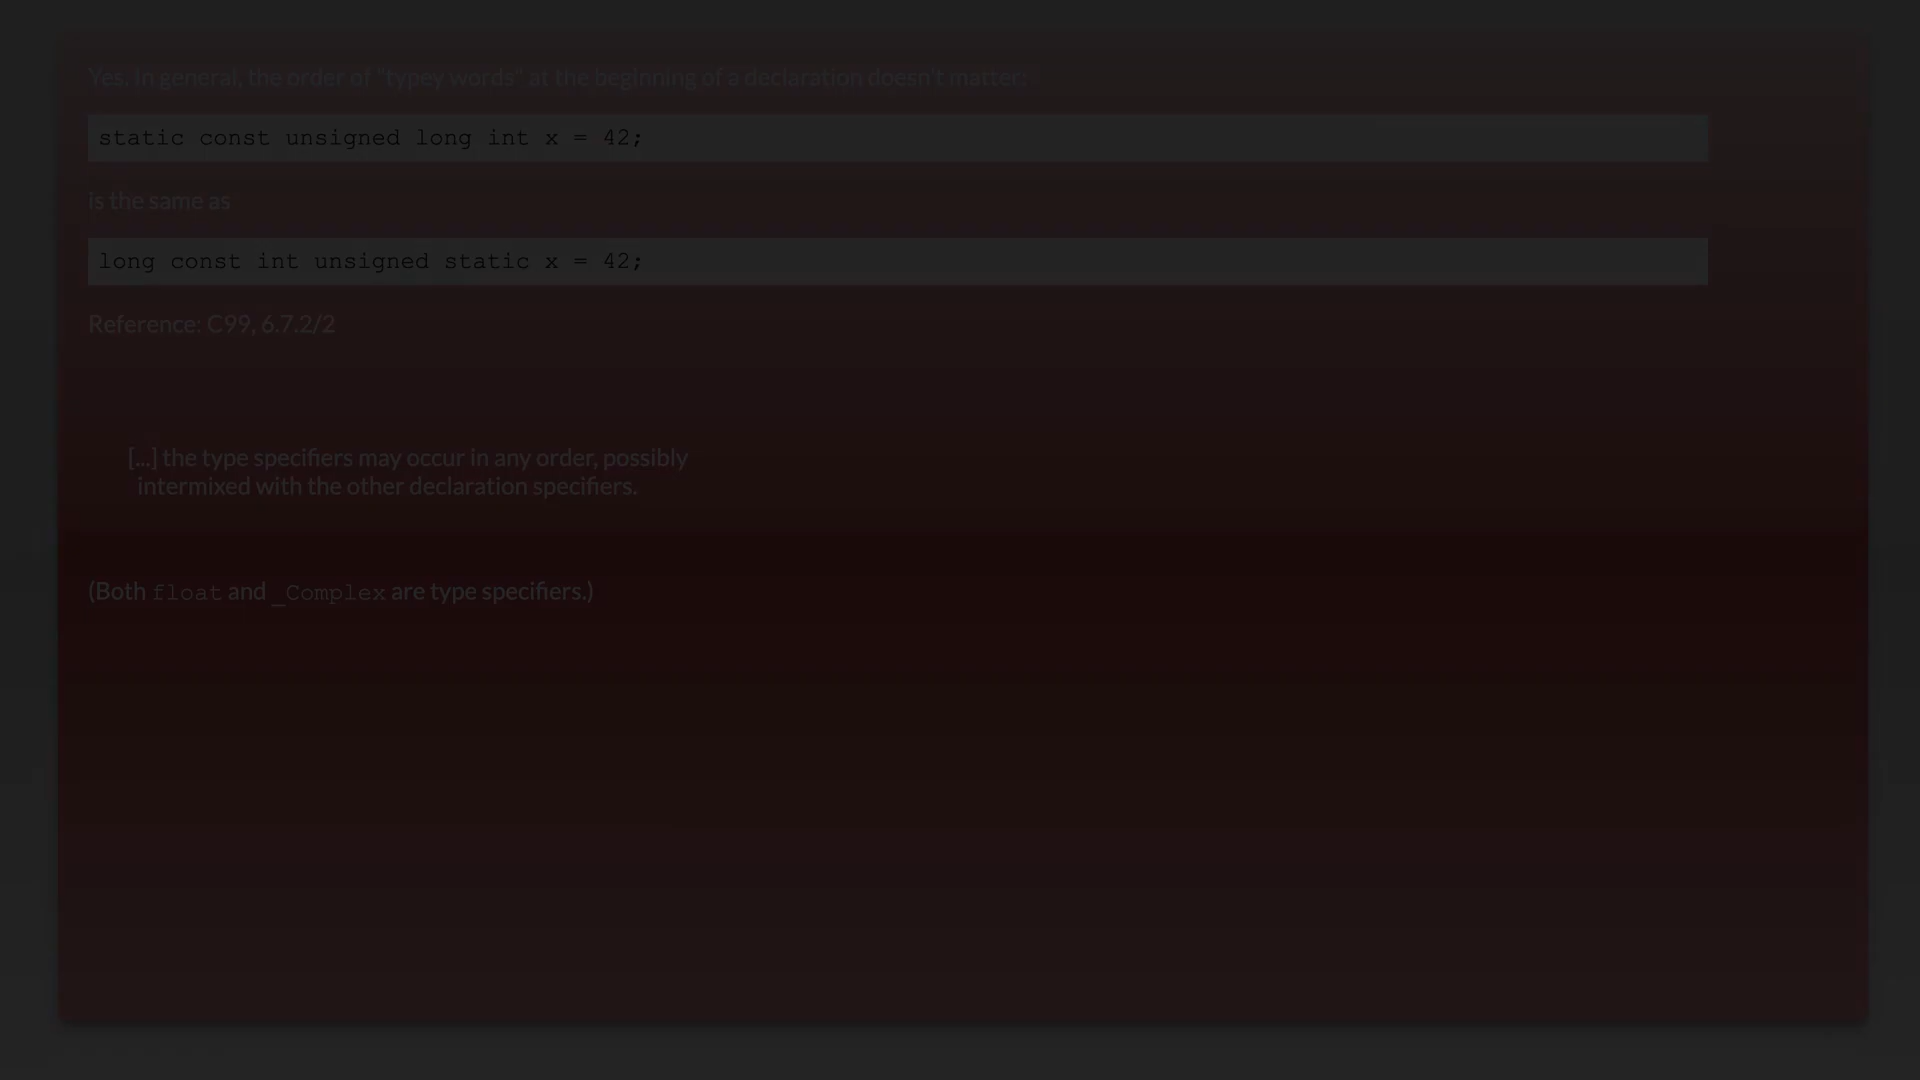 Yes. In general, the order of "typey words" at the beginning of a declaration doesn't matter:
static const unsigned long int x = 42;
is the same as
long const int unsigned static x = 42;
Reference: C99, 6.7.2/2
[...] the type specifiers may occur in any order, possibly
intermixed with the other declaration specifiers.
(Both float and _Complex are type specifiers.)